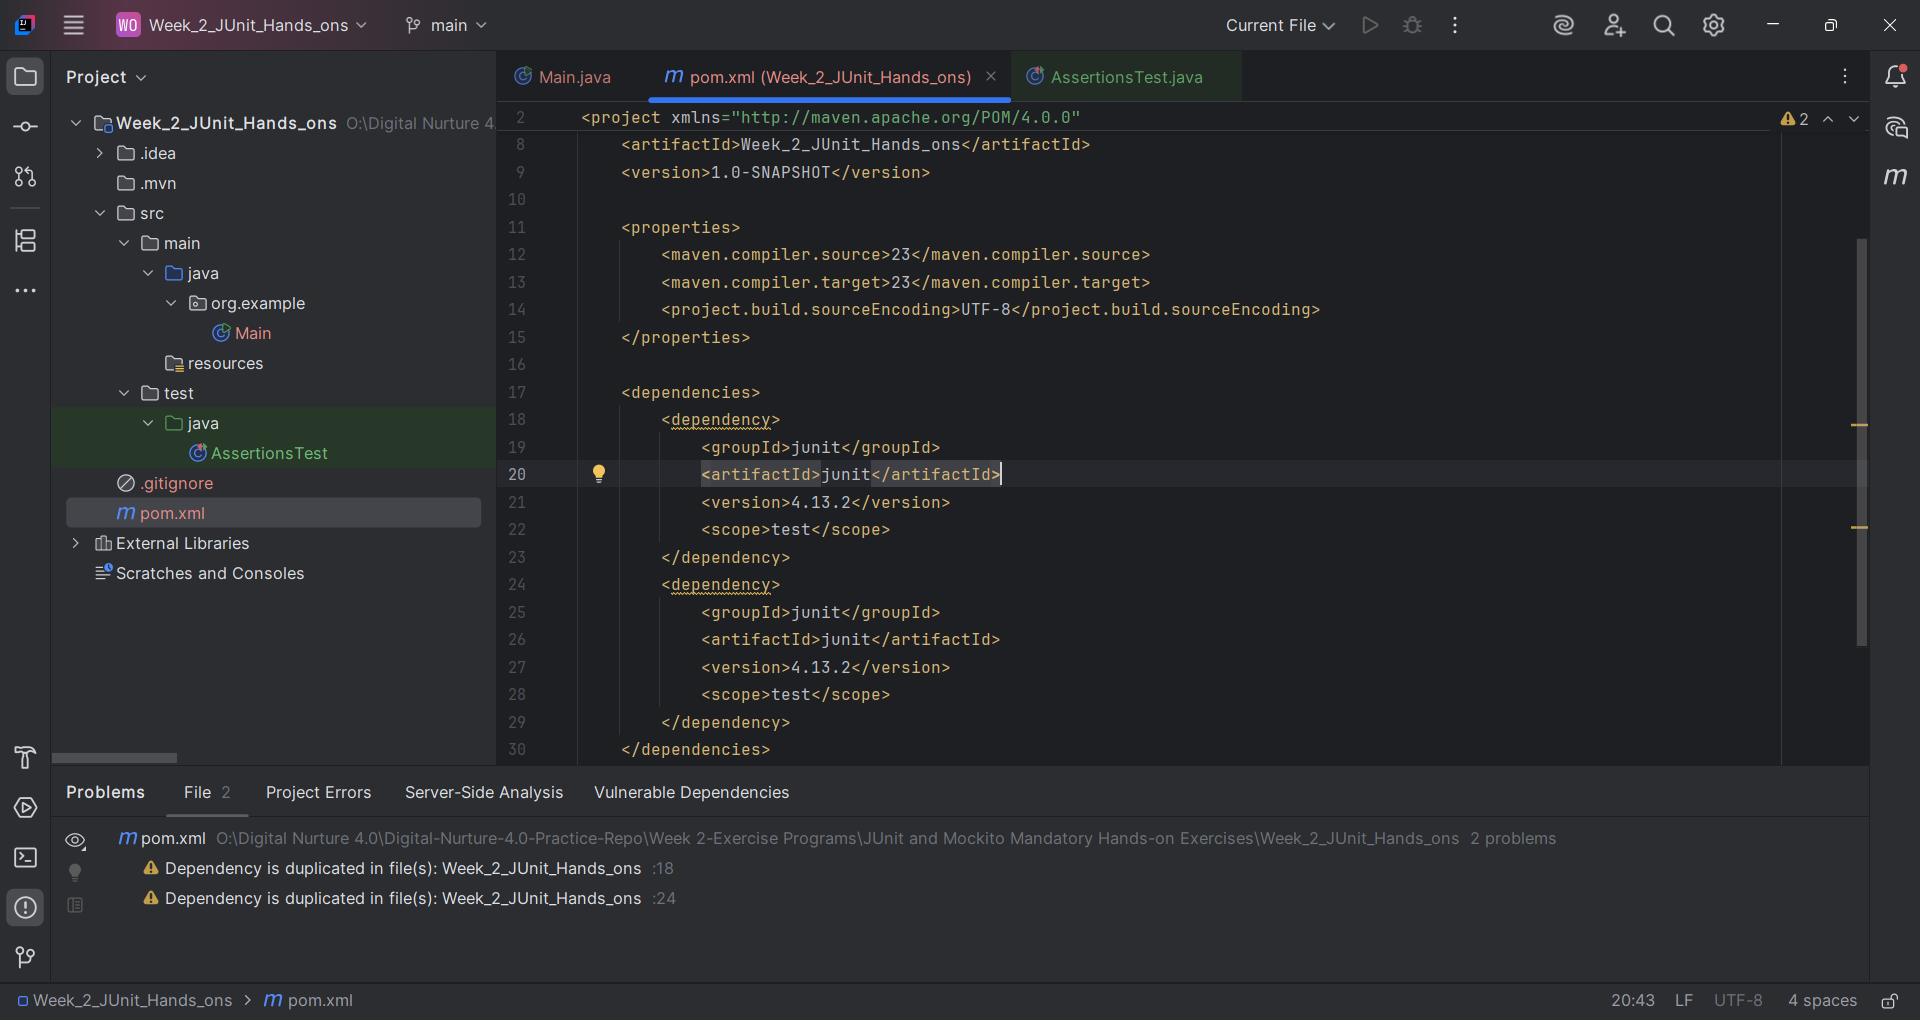 WO Week_2_JUnit_Hands_ons main Current File
Project
Main.java pom.xml (Week_2_JUnit_Hands_ons) AssertionsTest.java
Week_2_JUnit_Hands_ons O:\Digital Nurture 4.
.idea
.mvn
src
main
java
org.example
Main
resources
test
java
AssertionsTest
.gitignore
pom.xml
External Libraries
Scratches and Consoles
2 <project xmlns="http://maven.apache.org/POM/4.0.0"
2
8 <artifactId>Week_2_JUnit_Hands_ons</artifactId>
9 <version>1.0-SNAPSHOT</version>
10
11 <properties>
12 <maven.compiler.source>23</maven.compiler.source>
13 <maven.compiler.target>23</maven.compiler.target>
14 <project.build.sourceEncoding>UTF-8</project.build.sourceEncoding>
15 </properties>
16
17 <dependencies>
18 <dependency>
19 <groupId>junit</groupId>
20 <artifactId>junit</artifactId>
21 <version>4.13.2</version>
22 <scope>test</scope>
23 </dependency>
24 <dependency>
25 <groupId>junit</groupId>
26 <artifactId>junit</artifactId>
27 <version>4.13.2</version>
28 <scope>test</scope>
29 </dependency>
30 </dependencies>
Problems File 2 Project Errors Server-Side Analysis Vulnerable Dependencies
pom.xml O:\Digital Nurture 4.0\Digital-Nurture-4.0-Practice-Repo\Week 2-Exercise Programs\JUnit and Mockito Mandatory Hands-on Exercises\Week_2_JUnit_Hands_ons 2 problems
Dependency is duplicated in file(s): Week_2_JUnit_Hands_ons :18
Dependency is duplicated in file(s): Week_2_JUnit_Hands_ons :24
Week_2_JUnit_Hands_ons > pom.xml 20:43 LF UTF-8 4 spaces